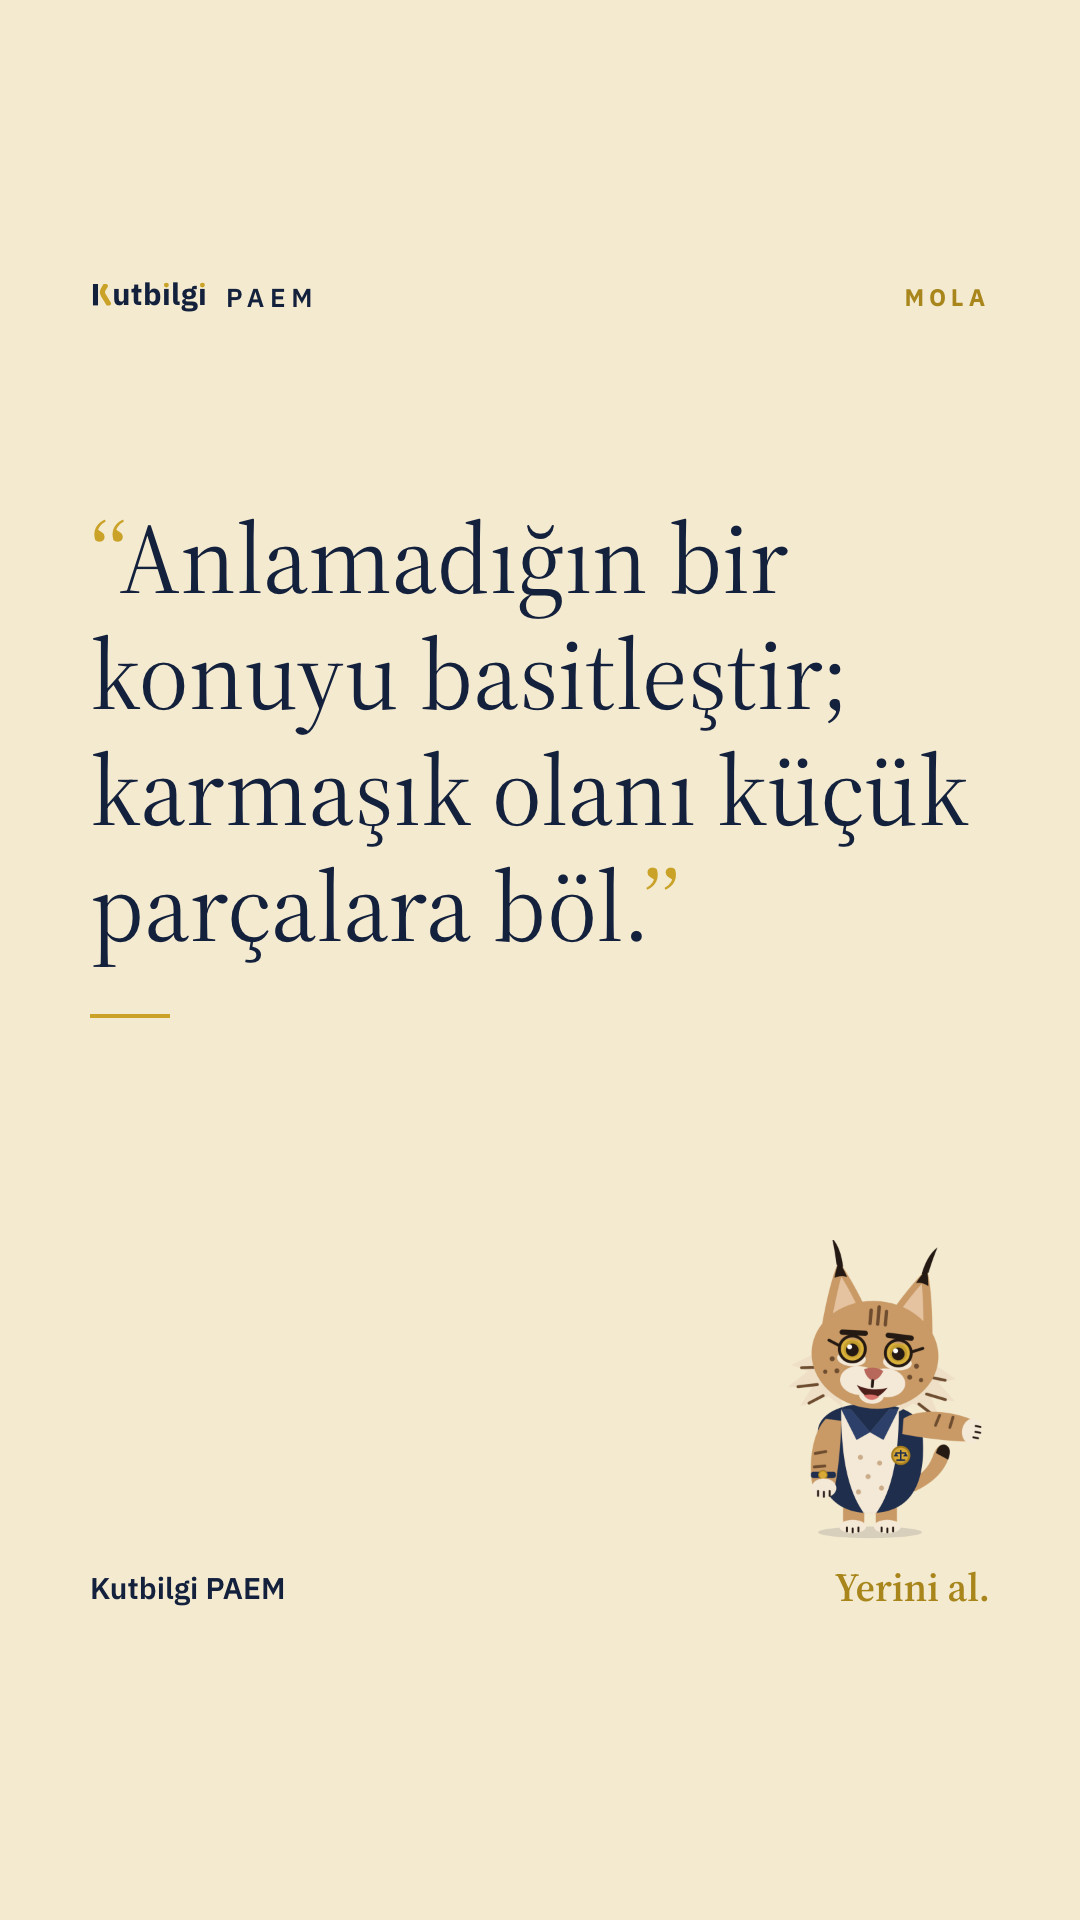 Kutbilgi PAEM
MOLA
“Anlamadığın bir
konuyu basitleştir;
karmaşık olanı küçük
parçalara böl.”
Kutbilgi PAEM
Yerini al.